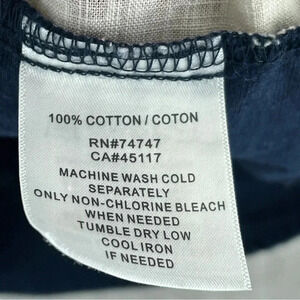 100% COTTON / COTON
RN#74747
CA#45117
MACHINE WASH COLD
SEPARATELY
ONLY NON-CHLORINE BLEACH
WHEN NEEDED
TUMBLE DRY LOW
COOL IRON
IF NEEDED